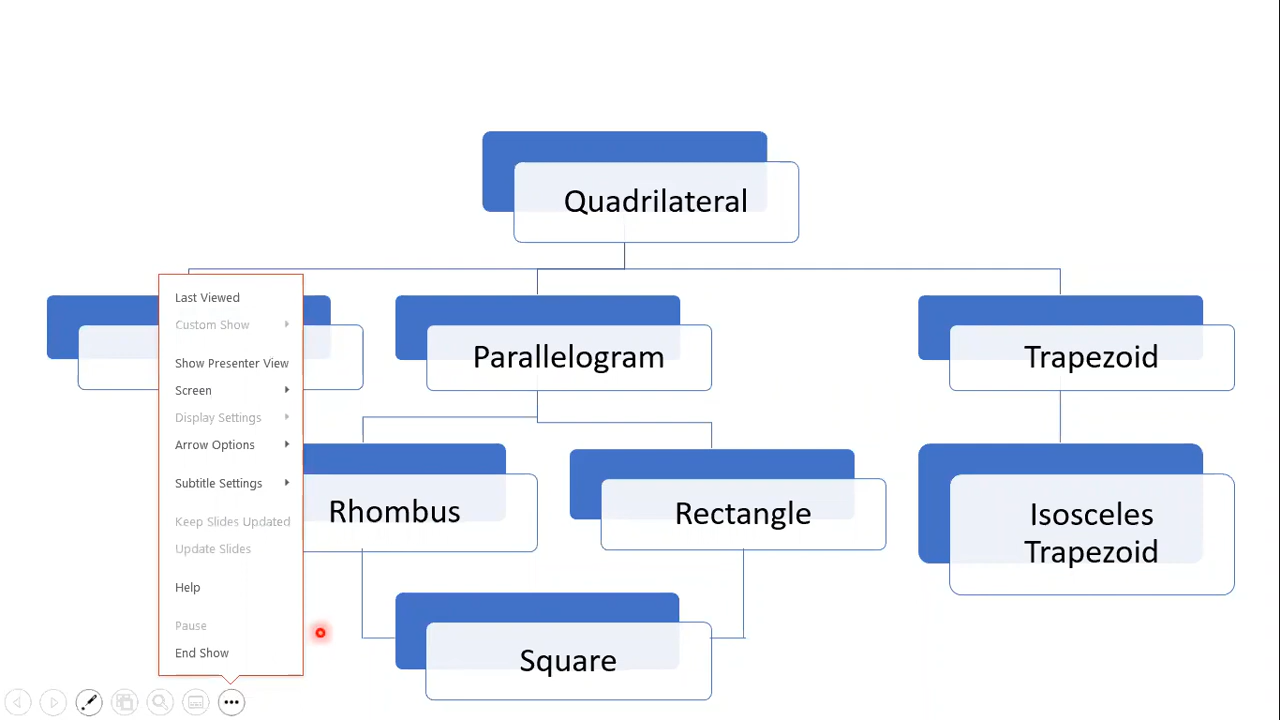 Quadrilateral
Parallelogram
Trapezoid
Rhombus
Rectangle
Isosceles
Trapezoid
Square
Last Viewed
Custom Show
Show Presenter View
Screen
Display Settings
Arrow Options
Subtitle Settings
Keep Slides Updated
Update Slides
Help
Pause
End Show